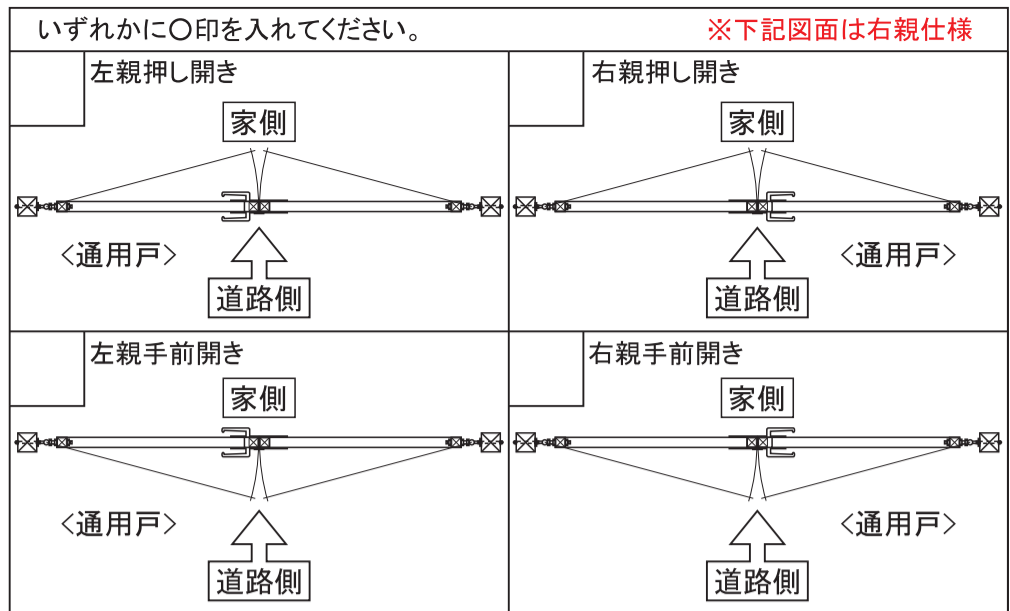 いずれかに〇印を入れてください。
※下記図面は右親仕様
左親押し開き
家側
<通用戸>
道路側
右親押し開き
家側
<通用戸>
道路側
左親手前開き
家側
<通用戸>
道路側
右親手前開き
家側
<通用戸>
道路側